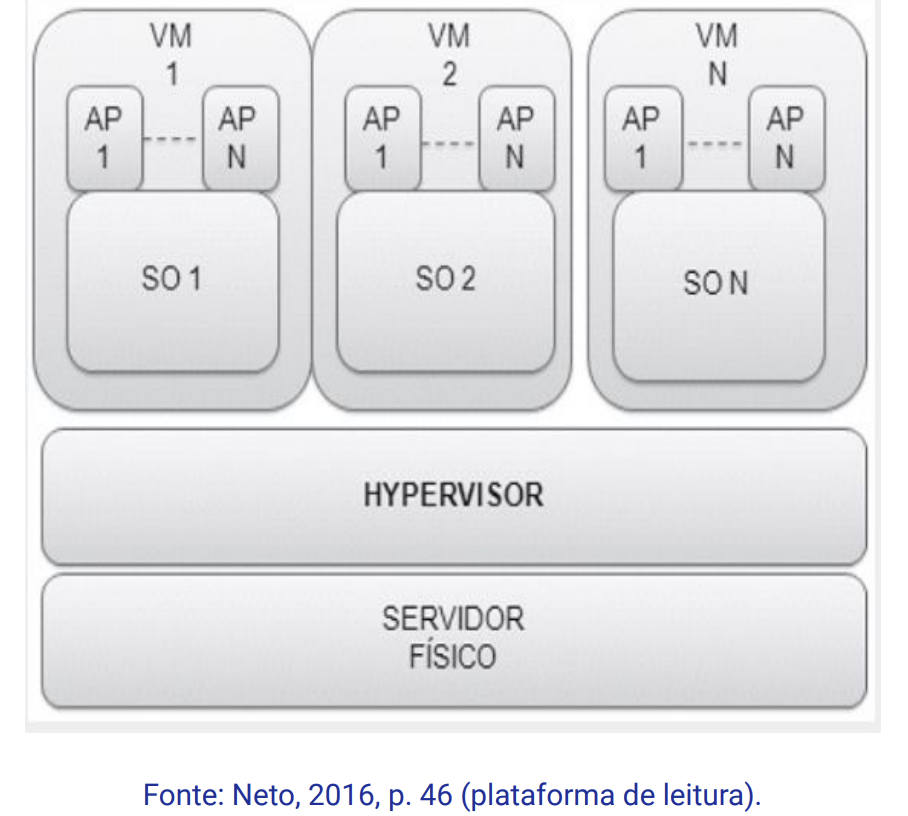 VM
1
VM
2
VM
N
AP
1
AP
N
AP
1
AP
N
AP
1
AP
N
SO 1
SO 2
SO N
HYPERVISOR
SERVIDOR
FÍSICO
Fonte: Neto, 2016, p. 46 (plataforma de leitura).